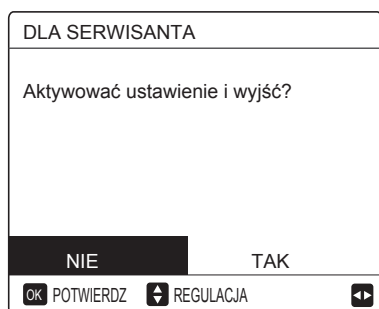 DLA SERWISANTA
Aktywować ustawienie i wyjść?
NIE TAK
OK POTWIERDZ REGULACJA